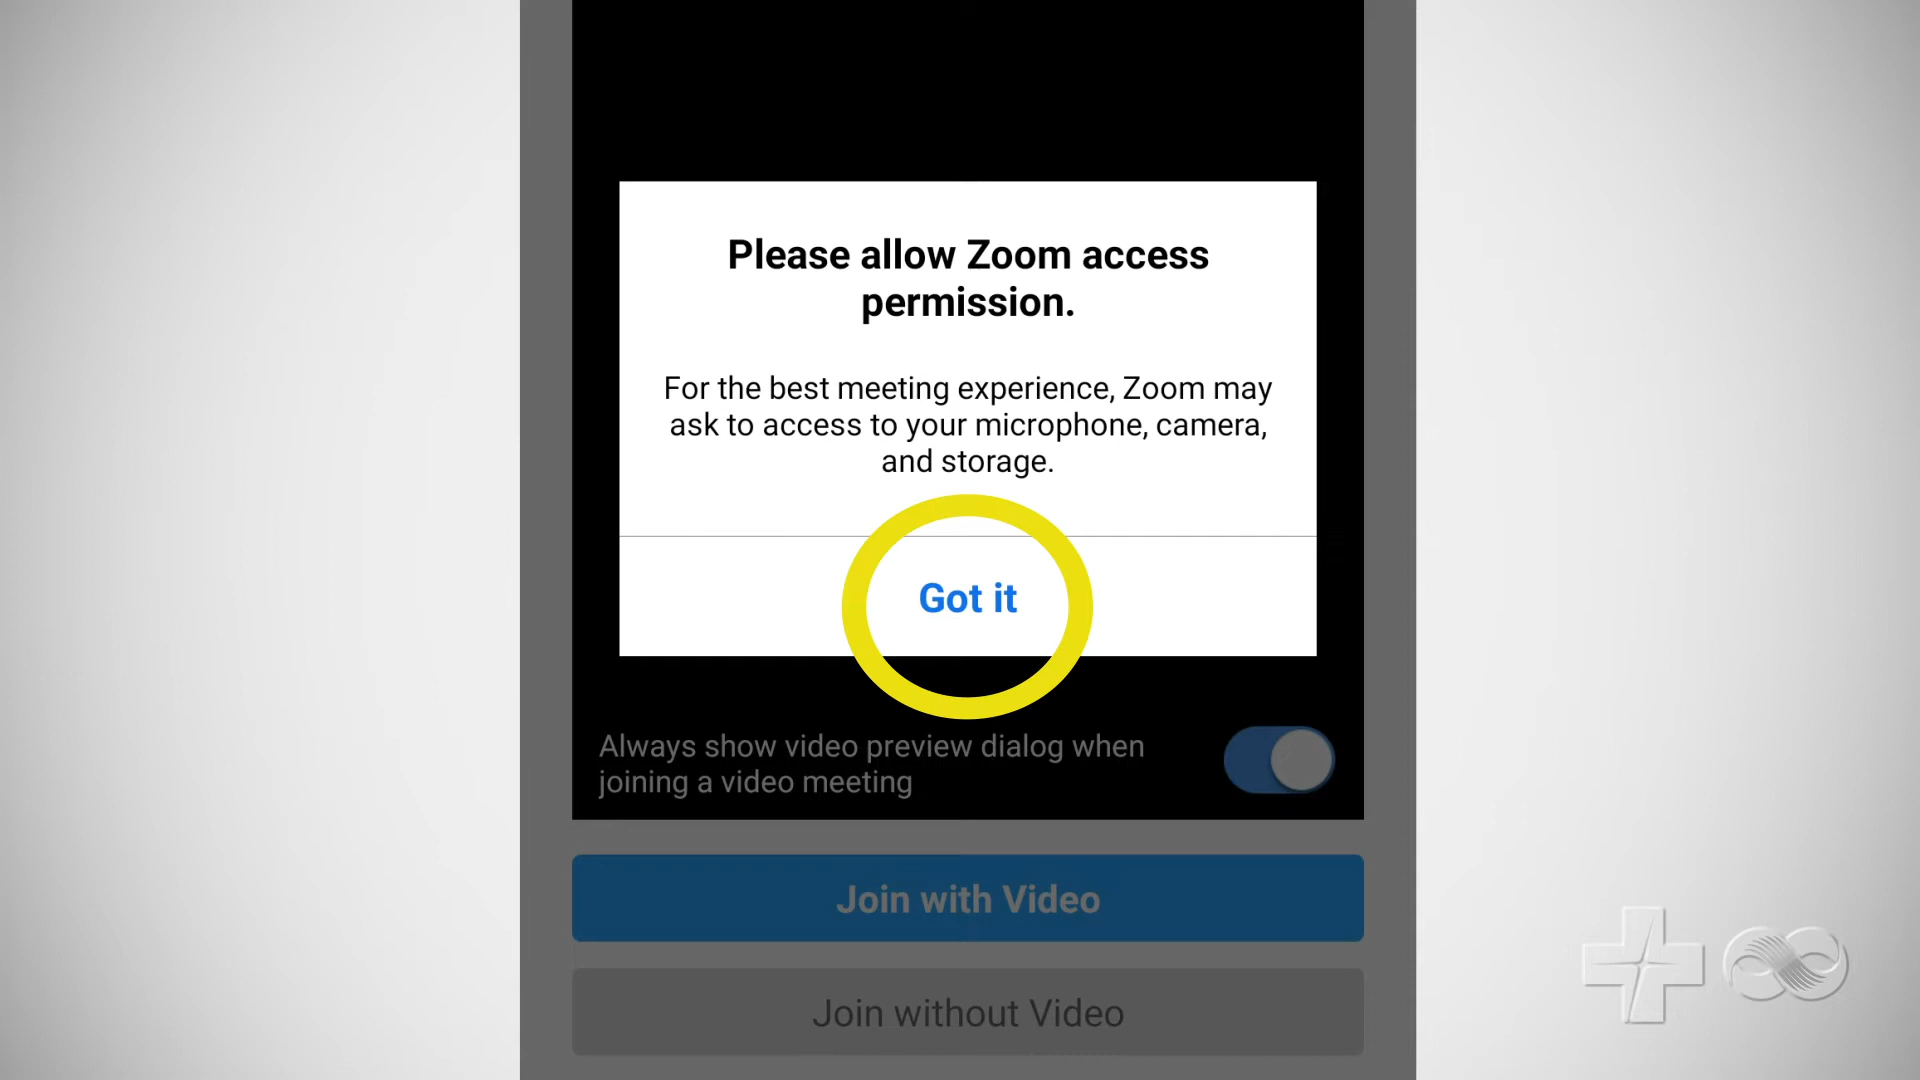 Please allow Zoom access
permission.
For the best meeting experience, Zoom may
ask to access to your microphone, camera,
and storage.
Got it
Always show video preview dialog when
joining a video meeting
Join with Video
Join without Video